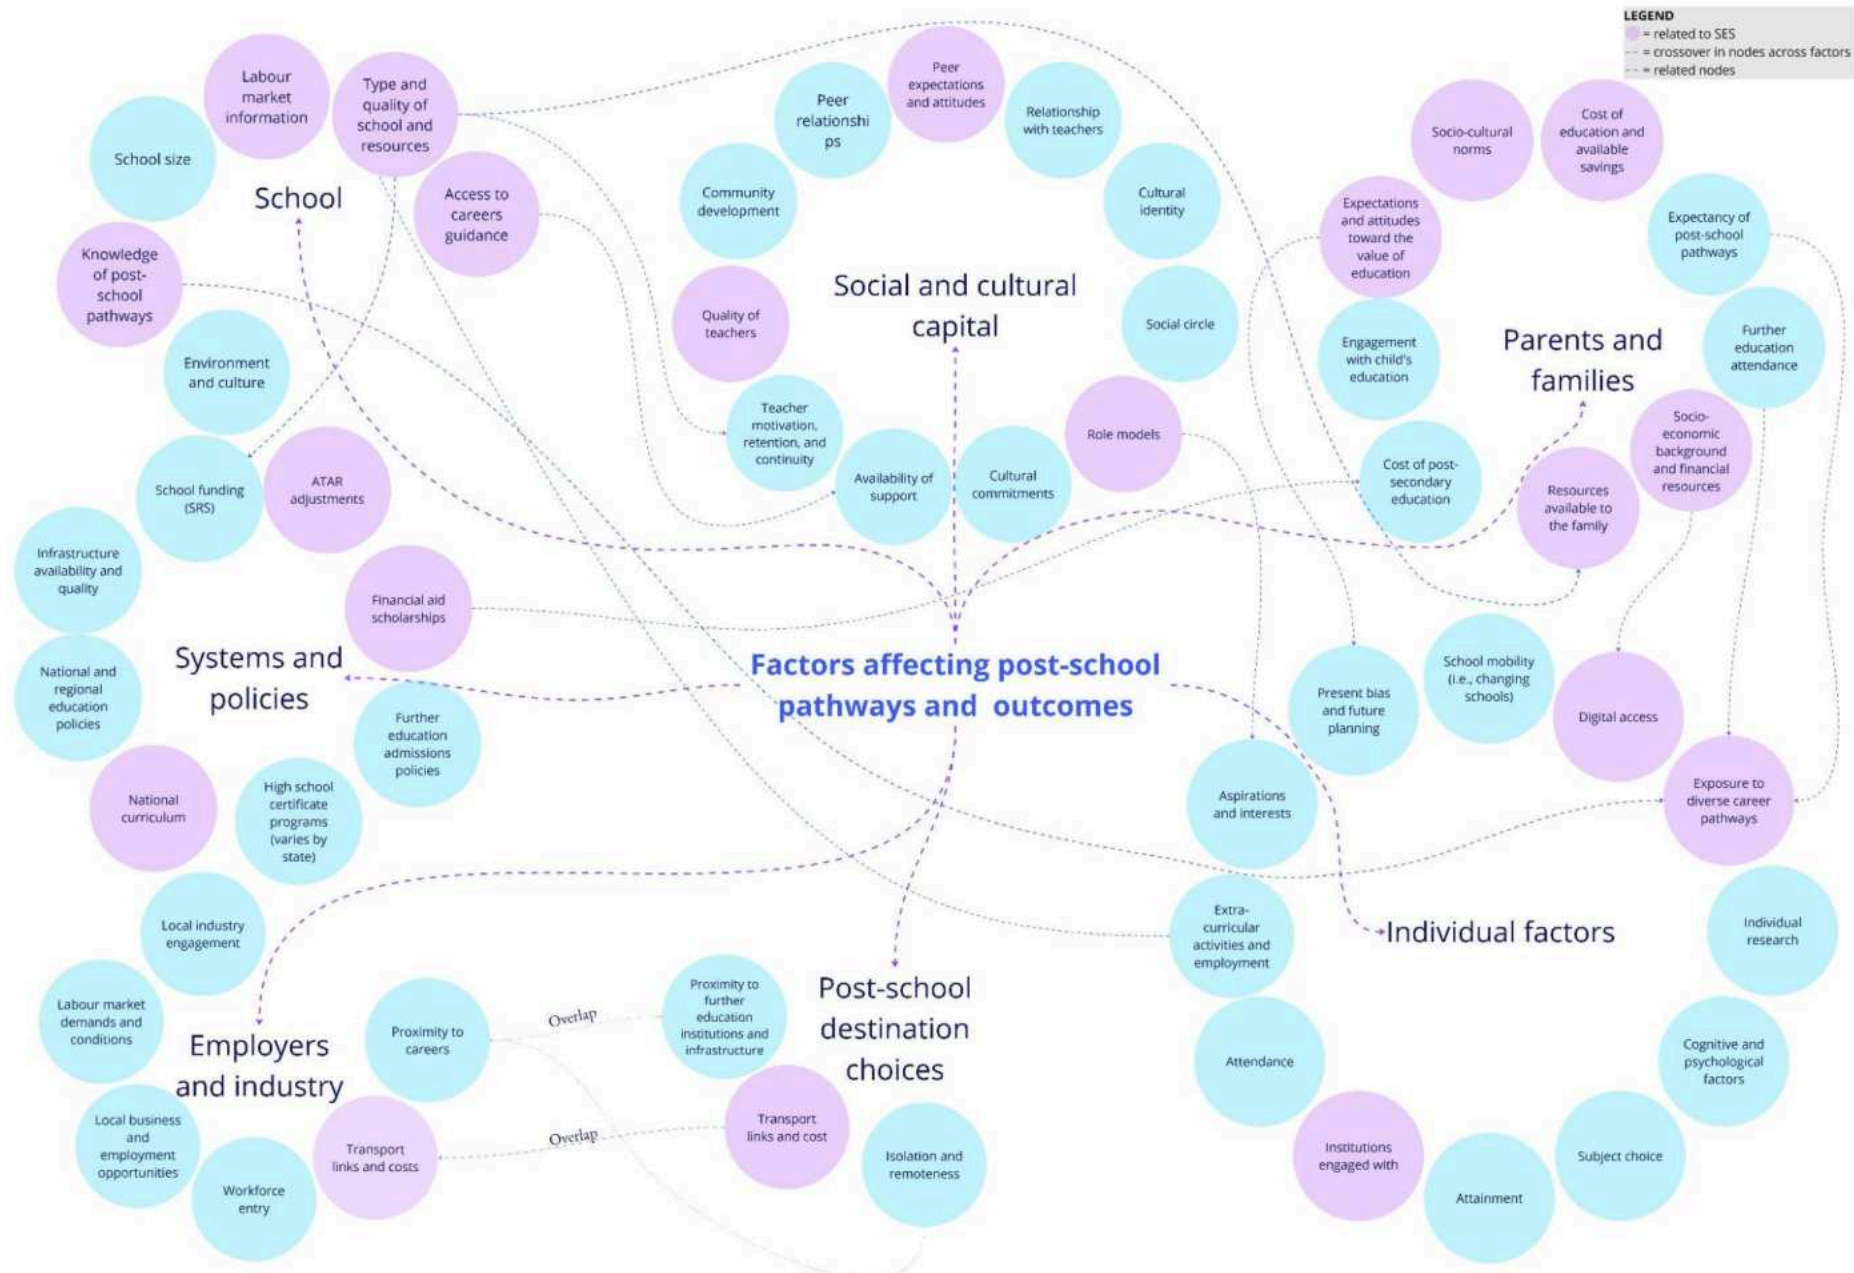 LEGEND
= related to SES
= crossover in nodes across factors
= related nodes
Labour
market
information
Type and
quality of
school and
resources
School size
School
Access to
careers
guidance
Knowledge
of post-
school
pathways
Environment
and culture
Peer
expectations
and attitudes
Peer
relationshi
ps
Relationship
with teachers
Community
development
Cultural
identity
Social and cultural
capital
Quality of
teachers
Social circle
Teacher
motivation,
retention, and
continuity
Role models
Availability of
support
Cultural
commitments
Socio-cultural
norms
Cost of
education and
available
savings
Expectations
and attitudes
toward the
value of
education
Expectancy of
post-school
pathways
Engagement
with child's
education
Parents and
families
Further
education
attendance
Socio-
economic
background
and financial
resources
Cost of post-
secondary
education
Resources
available to
the family
School funding
(SRS)
ATAR
adjustments
Infrastructure
availability and
quality
Financial aid
scholarships
Systems and
policies
National and
regional
education
policies
Further
education
admissions
policies
National
curriculum
High school
certificate
programs
(varies by
state)
Factors affecting post-school
pathways and outcomes
School mobility
(i.e., changing
schools)
Present bias
and future
planning
Digital access
Aspirations
and interests
Exposure to
diverse career
pathways
Extra-
curricular
activities and
employment
Individual factors
Individual
research
Attendance
Cognitive and
psychological
factors
Institutions
engaged with
Subject choice
Attainment
Local industry
engagement
Labour market
demands and
conditions
Employers
and industry
Proximity to
careers
Local business
and
employment
opportunities
Transport
links and costs
Workforce
entry
Overlap
Overlap
Proximity to
further
education
institutions and
infrastructure
Post-school
destination
choices
Transport
links and cost
Isolation and
remoteness